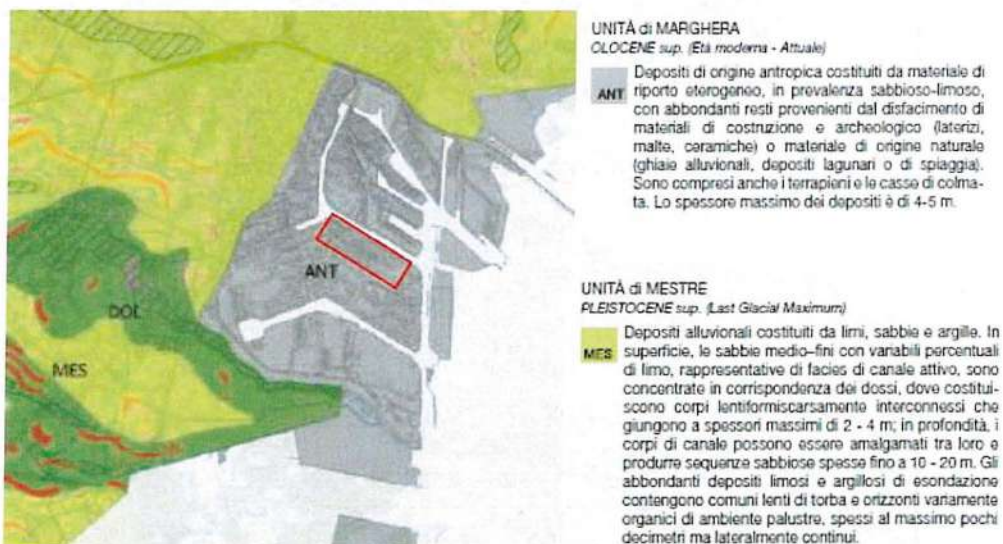 UNITÀ di MARGHERA
OLOCENE sup. (Età moderna - Attuale)
ANT
Depositi di origine antropica costituiti da materiale di
riporto eterogeneo, in prevalenza sabbioso-limoso,
con abbondanti resti provenienti dal disfacimento di
materiali di costruzione e archeologico (laterizi,
malte, ceramiche) o materiale di origine naturale
(ghiaie alluvionali, depositi lagunari o di spiaggia).
Sono compresi anche i terrapieni e le casse di colma-
ta. Lo spessore massimo dei depositi è di 4-5 m.
UNITÀ di MESTRE
PLEISTOCENE sup. (Last Glacial Maximum)
MES
Depositi alluvionali costituiti da limi, sabbie e argille. In
superficie, le sabbie medio–fini con variabili percentuali
di limo, rappresentative di facies di canale attivo, sono
concentrate in corrispondenza dei dossi, dove costitui-
scono corpi lentiformiscarsamente interconnessi che
giungono a spessori massimi di 2 - 4 m; in profondità, i
corpi di canale possono essere amalgamati tra loro e
produrre sequenze sabbiose spesse fino a 10 - 20 m. Gli
abbondanti depositi limosi e argillosi di esondazione
contengono comuni lenti di torba e orizzonti variamente
organici di ambiente palustre, spessi al massimo pochi
decimetri ma lateralmente continui.
ANT
DOL
MES